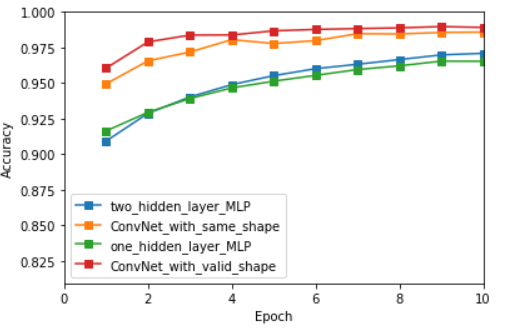 1.000
0.975
0.950
0.925
0.900
0.875
0.850
0.825
Accuracy
two_hidden_layer_MLP
ConvNet_with_same_shape
one_hidden_layer_MLP
ConvNet_with_valid_shape
0 2 4 6 8 10
Epoch